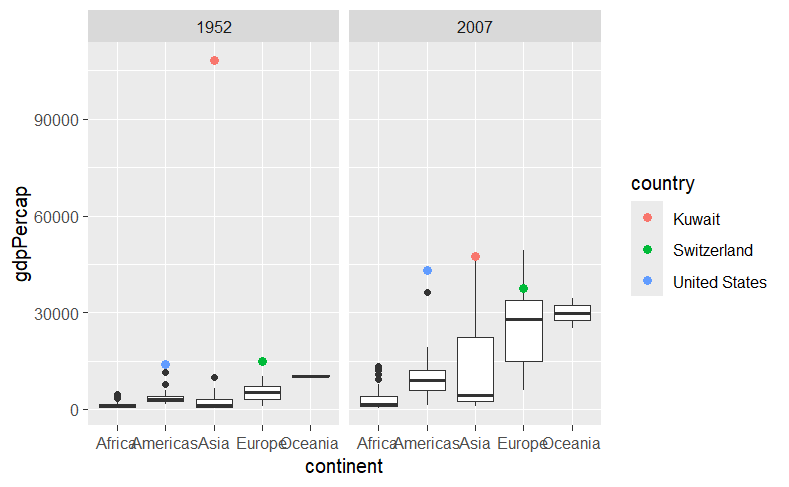 1952 2007
gdpPercap
90000
60000
30000
0
Africa Americas Asia Europe Oceania Africa Americas Asia Europe Oceania
continent
country
Kuwait
Switzerland
United States